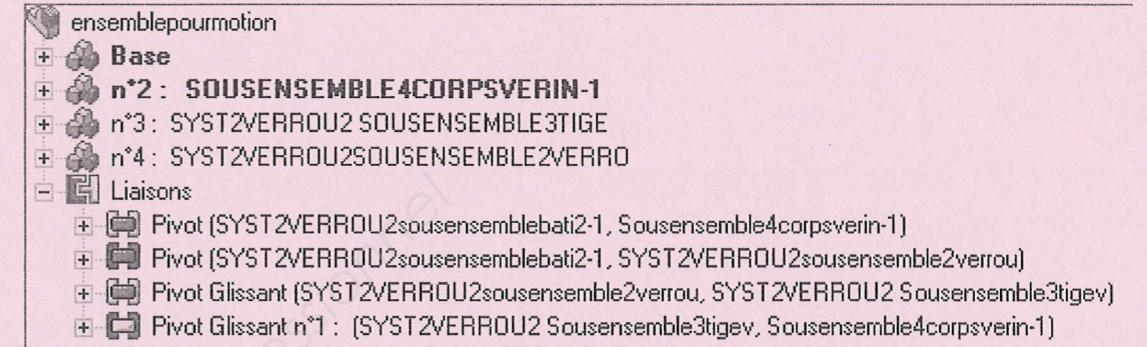 ensemblepourmotion
Base
n°2 : SOUSENSEMBLE4CORPSVERIN-1
n°3 : SYST2VERROU2 SOUSENSEMBLE3TIGE
n°4 : SYST2VERROU2SOUSENSEMBLE2VERRO
Liaisons
Pivot (SYST2VERROU2sousensemblebati2-1, Sousensemble4corpsverin-1)
Pivot (SYST2VERROU2sousensemblebati2-1, SYST2VERROU2sousensemble2verrou)
Pivot Glissant (SYST2VERROU2sousensemble2verrou, SYST2VERROU2 Sousensemble3tigev)
Pivot Glissant n°1 : (SYST2VERROU2 Sousensemble3tigev, Sousensemble4corpsverin-1)